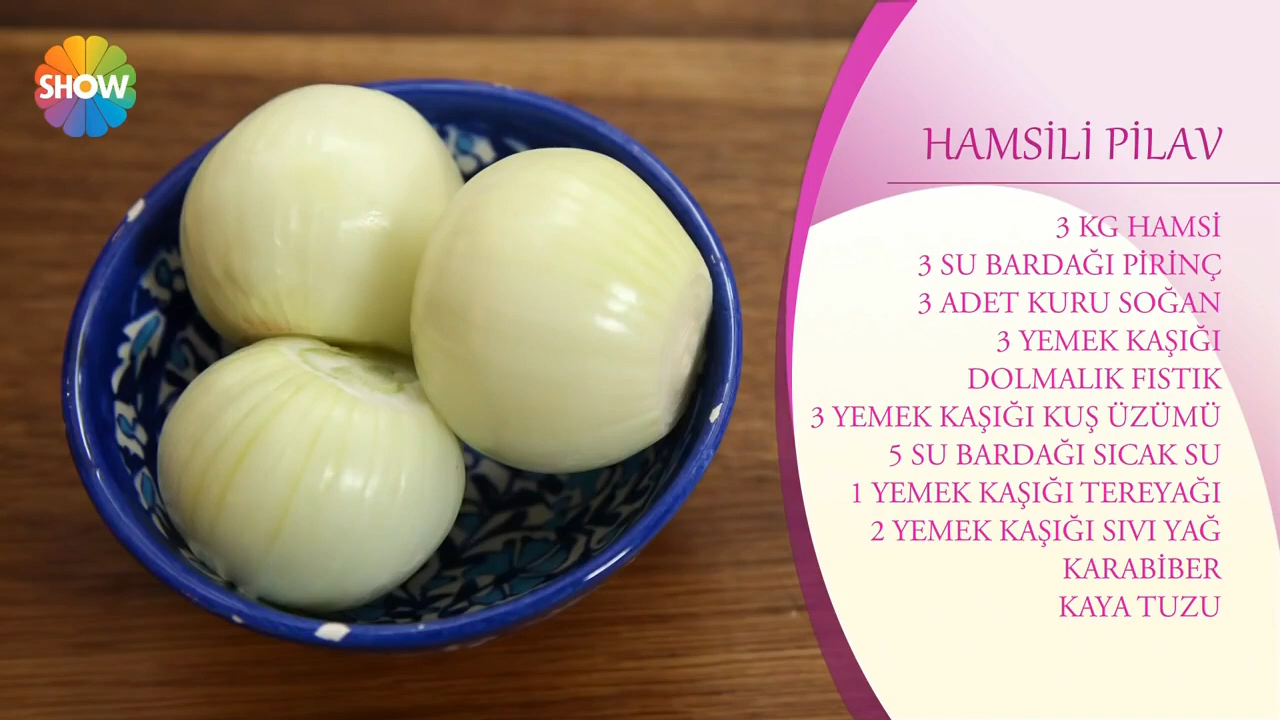 SHOW
HAMSİLİ PİLAV
3 KG HAMSİ
3 SU BARDAĞI PİRİNÇ
3 ADET KURU SOĞAN
3 YEMEK KAŞIĞI
DOLMALIK FISTIK
3 YEMEK KAŞIĞI KUŞ ÜZÜMÜ
5 SU BARDAĞI SICAK SU
1 YEMEK KAŞIĞI TEREYAĞI
2 YEMEK KAŞIĞI SIVI YAĞ
KARABİBER
KAYA TUZU